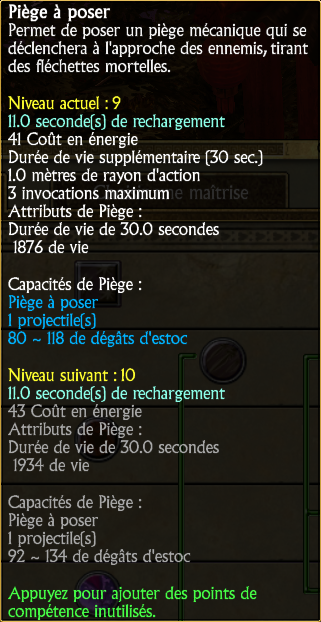 Piège à poser
Permet de poser un piège mécanique qui se
déclenchera à l'approche des ennemis, tirant
des fléchettes mortelles.
Niveau actuel : 9
11.0 seconde(s) de rechargement
41 Coût en énergie
Durée de vie supplémentaire (30 sec.)
1.0 mètres de rayon d'action
3 invocations maximum
Attributs de Piège :
Durée de vie de 30.0 secondes
1876 de vie
Capacités de Piège :
Piège à poser
1 projectile(s)
80 ~ 118 de dégâts d'estoc
Niveau suivant : 10
11.0 seconde(s) de rechargement
43 Coût en énergie
Attributs de Piège :
Durée de vie de 30.0 secondes
1934 de vie
Capacités de Piège :
Piège à poser
1 projectile(s)
92 ~ 134 de dégâts d'estoc
Appuyez pour ajouter des points de
compétence inutilisés.